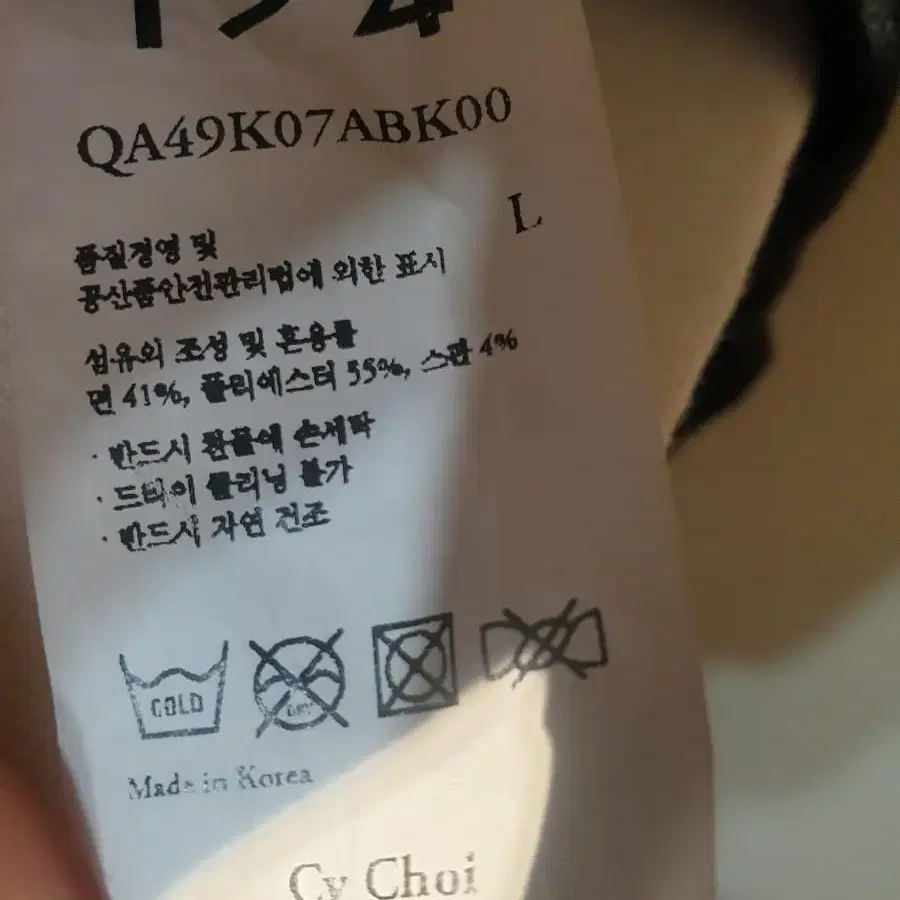 QA49K07ABK00
L
품질경영 및
공산품안전관리법에 의한 표시
섬유의 조성 및 혼용률
면 41%, 폴리에스터 55%, 스판 4%
· 반드시 찬물에 손세탁
· 드라이 클리닝 불가
· 반드시 자연 건조
COLD
Made in Korea
Cy Choi